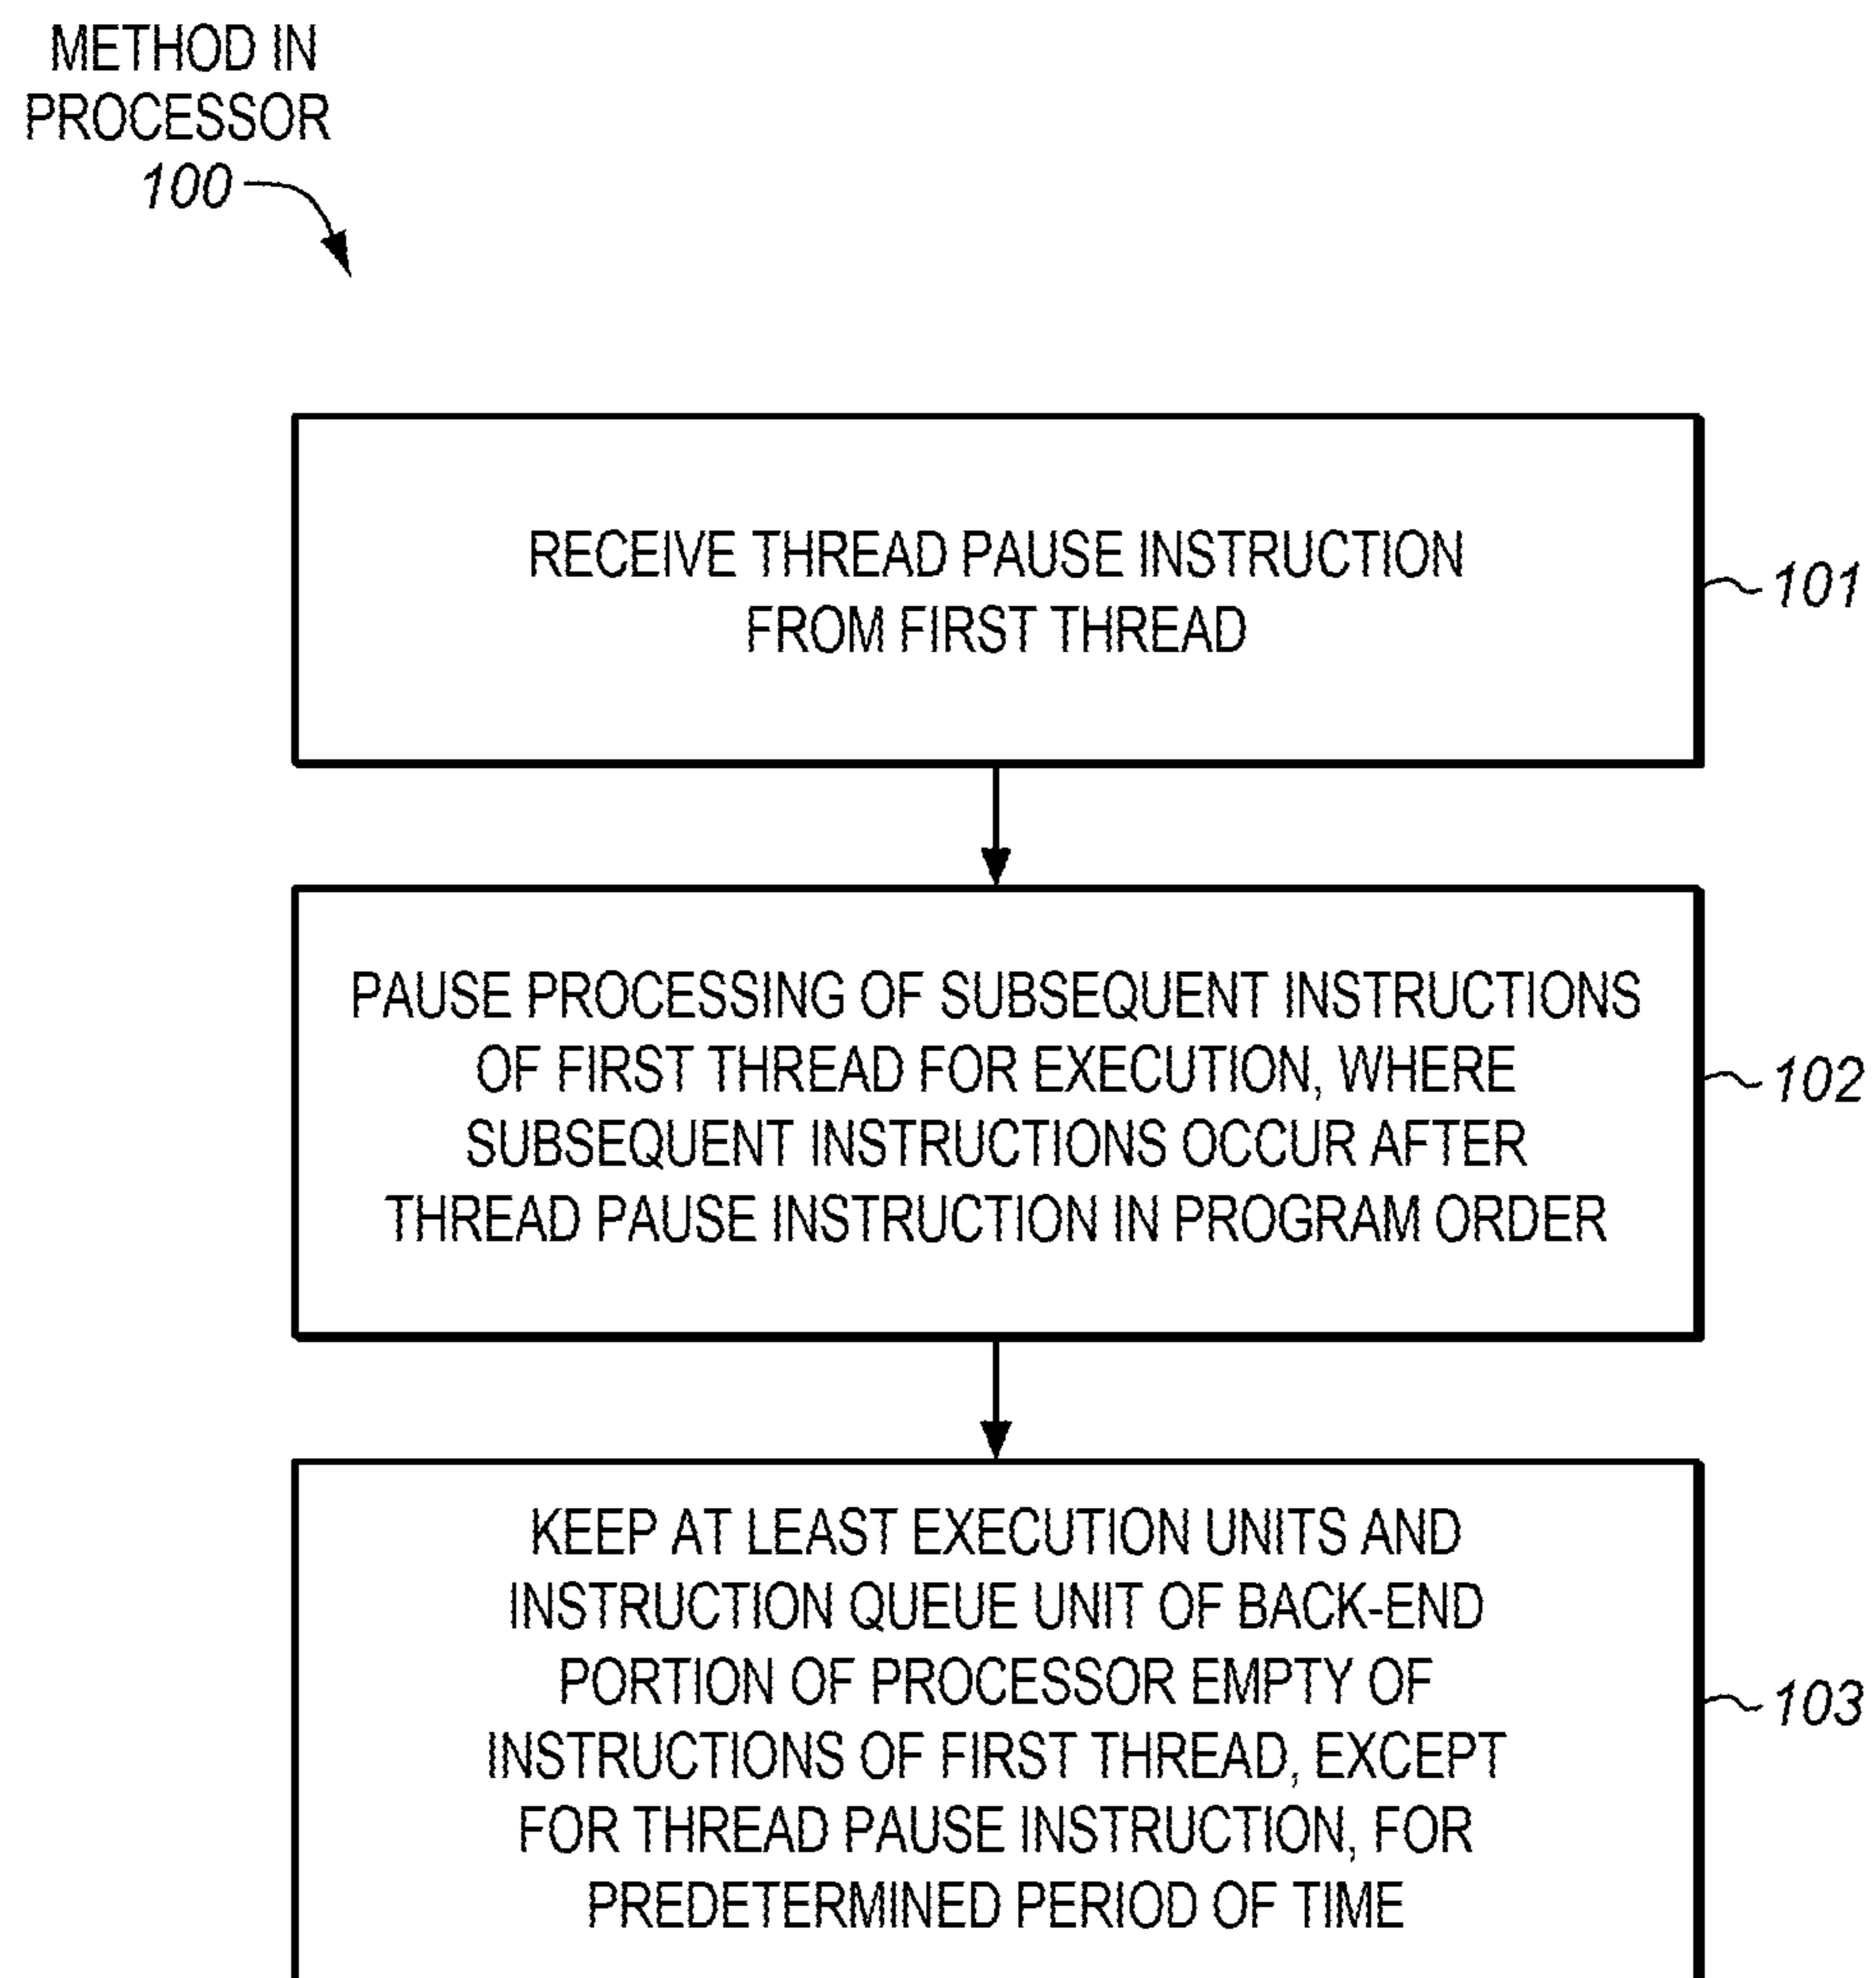 METHOD IN
PROCESSOR
100
RECEIVE THREAD PAUSE INSTRUCTION
FROM FIRST THREAD
101
PAUSE PROCESSING OF SUBSEQUENT INSTRUCTIONS
OF FIRST THREAD FOR EXECUTION, WHERE
SUBSEQUENT INSTRUCTIONS OCCUR AFTER
THREAD PAUSE INSTRUCTION IN PROGRAM ORDER
102
KEEP AT LEAST EXECUTION UNITS AND
INSTRUCTION QUEUE UNIT OF BACK-END
PORTION OF PROCESSOR EMPTY OF
INSTRUCTIONS OF FIRST THREAD, EXCEPT
FOR THREAD PAUSE INSTRUCTION, FOR
PREDETERMINED PERIOD OF TIME
103